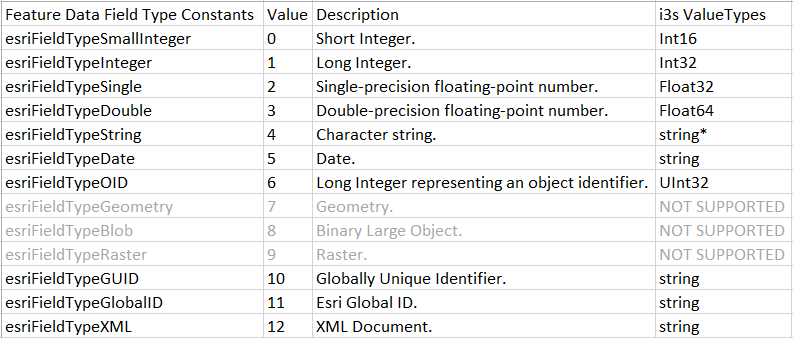 Feature Data Field Type Constants Value Description i3s ValueTypes
esriFieldTypeSmallInteger 0 Short Integer. Int16
esriFieldTypeInteger 1 Long Integer. Int32
esriFieldTypeSingle 2 Single-precision floating-point number. Float32
esriFieldTypeDouble 3 Double-precision floating-point number. Float64
esriFieldTypeString 4 Character string. string*
esriFieldTypeDate 5 Date. string
esriFieldTypeOID 6 Long Integer representing an object identifier. UInt32
esriFieldTypeGeometry 7 Geometry. NOT SUPPORTED
esriFieldTypeBlob 8 Binary Large Object. NOT SUPPORTED
esriFieldTypeRaster 9 Raster. NOT SUPPORTED
esriFieldTypeGUID 10 Globally Unique Identifier. string
esriFieldTypeGlobalID 11 Esri Global ID. string
esriFieldTypeXML 12 XML Document. string